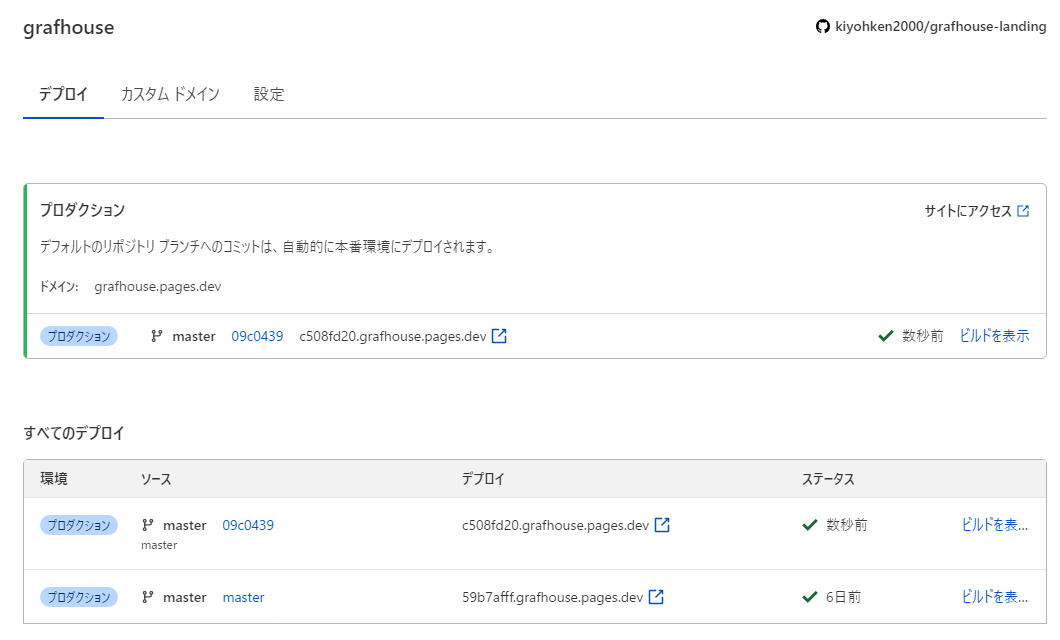 grafhouse
kiyohken2000/grafhouse-landing
デプロイ カスタム ドメイン 設定
プロダクション
サイトにアクセス
デフォルトのリポジトリ ブランチへのコミットは、自動的に本番環境にデプロイされます。
ドメイン: grafhouse.pages.dev
プロダクション master 09c0439 c508fd20.grafhouse.pages.dev 数秒前 ビルドを表示
すべてのデプロイ
環境 ソース デプロイ ステータス
プロダクション master 09c0439 c508fd20.grafhouse.pages.dev 数秒前 ビルドを表...
master
プロダクション master master 59b7afff.grafhouse.pages.dev 6日前 ビルドを表...